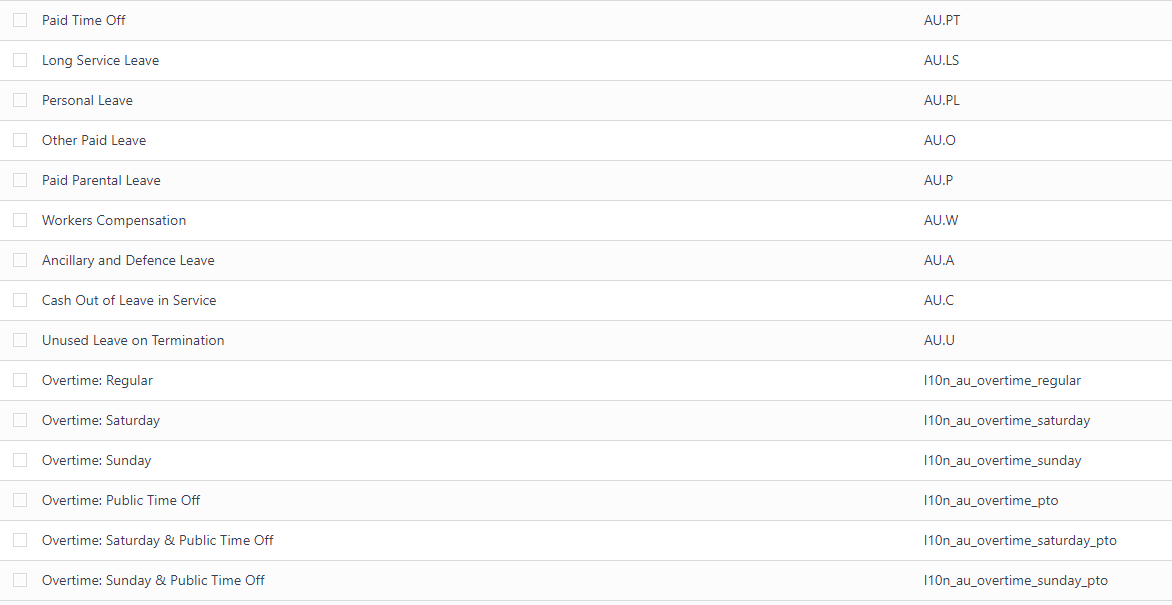 Paid Time Off AU.PT
Long Service Leave AU.LS
Personal Leave AU.PL
Other Paid Leave AU.O
Paid Parental Leave AU.P
Workers Compensation AU.W
Ancillary and Defence Leave AU.A
Cash Out of Leave in Service AU.C
Unused Leave on Termination AU.U
Overtime: Regular l10n_au_overtime_regular
Overtime: Saturday l10n_au_overtime_saturday
Overtime: Sunday l10n_au_overtime_sunday
Overtime: Public Time Off l10n_au_overtime_pto
Overtime: Saturday & Public Time Off l10n_au_overtime_saturday_pto
Overtime: Sunday & Public Time Off l10n_au_overtime_sunday_pto